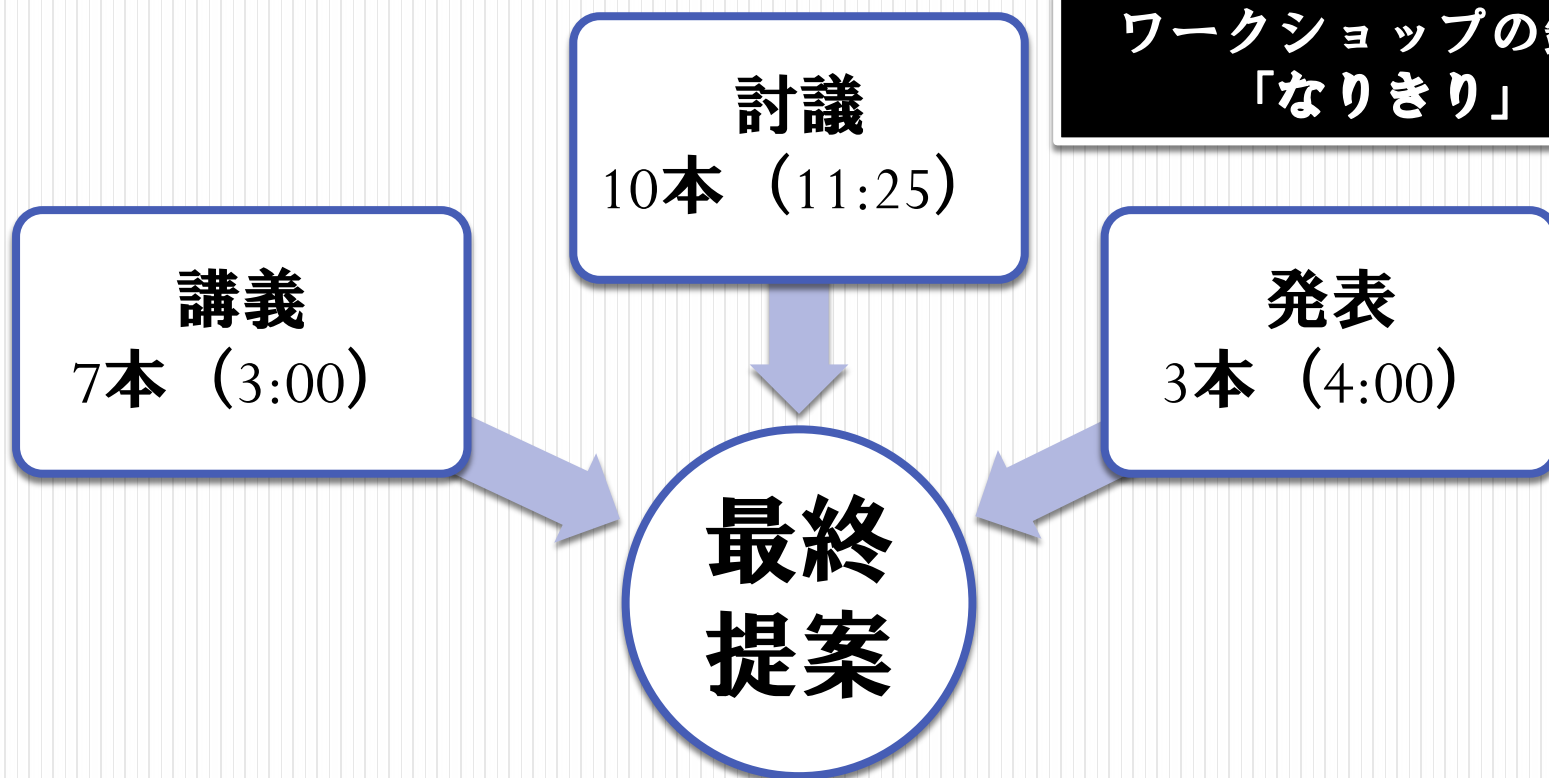 ワークショップの
「なりきり」
討議
10本（11:25）
講義
7本（3:00）
発表
3本（4:00）
最終
提案